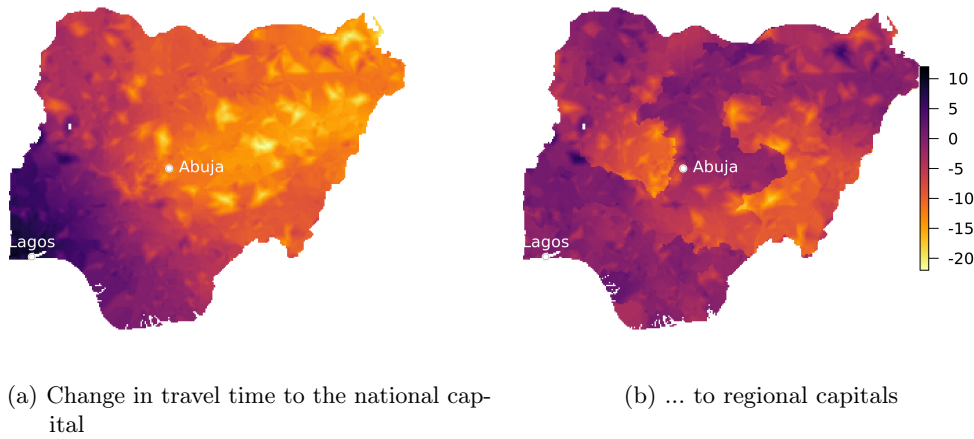 Abuja
Lagos
Abuja
Lagos
10
5
0
-5
-10
-15
-20
(a) Change in travel time to the national cap-
ital
(b) ... to regional capitals